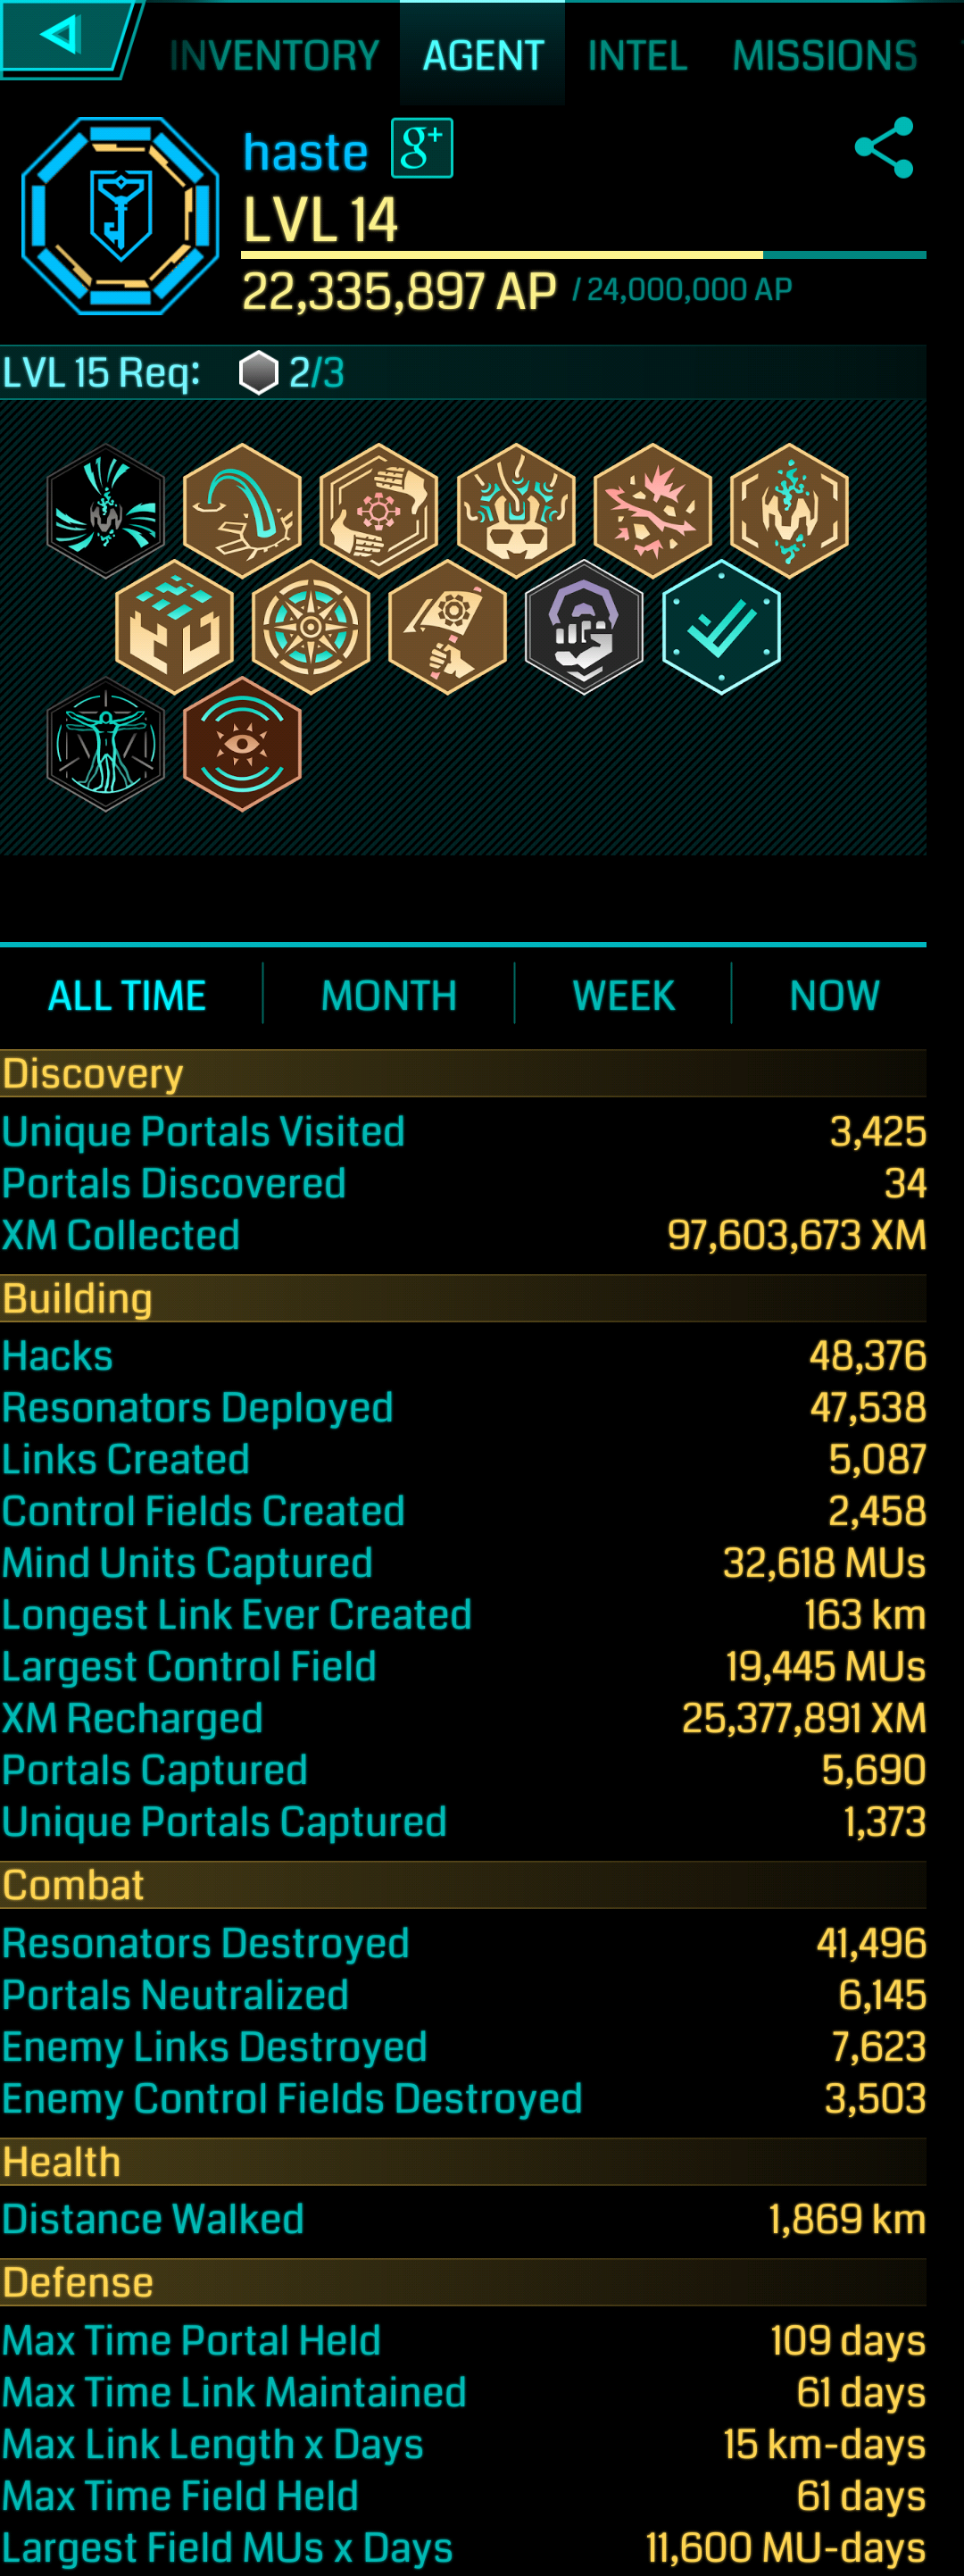 INVENTORY AGENT INTEL MISSIONS
haste g+
LVL 14
22,335,897 AP / 24,000,000 AP
LVL 15 Req: 2/3
ALL TIME MONTH WEEK NOW
Discovery
Unique Portals Visited 3,425
Portals Discovered 34
XM Collected 97,603,673 XM
Building
Hacks 48,376
Resonators Deployed 47,538
Links Created 5,087
Control Fields Created 2,458
Mind Units Captured 32,618 MUs
Longest Link Ever Created 163 km
Largest Control Field 19,445 MUs
XM Recharged 25,377,891 XM
Portals Captured 5,690
Unique Portals Captured 1,373
Combat
Resonators Destroyed 41,496
Portals Neutralized 6,145
Enemy Links Destroyed 7,623
Enemy Control Fields Destroyed 3,503
Health
Distance Walked 1,869 km
Defense
Max Time Portal Held 109 days
Max Time Link Maintained 61 days
Max Link Length x Days 15 km-days
Max Time Field Held 61 days
Largest Field MUs x Days 11,600 MU-days